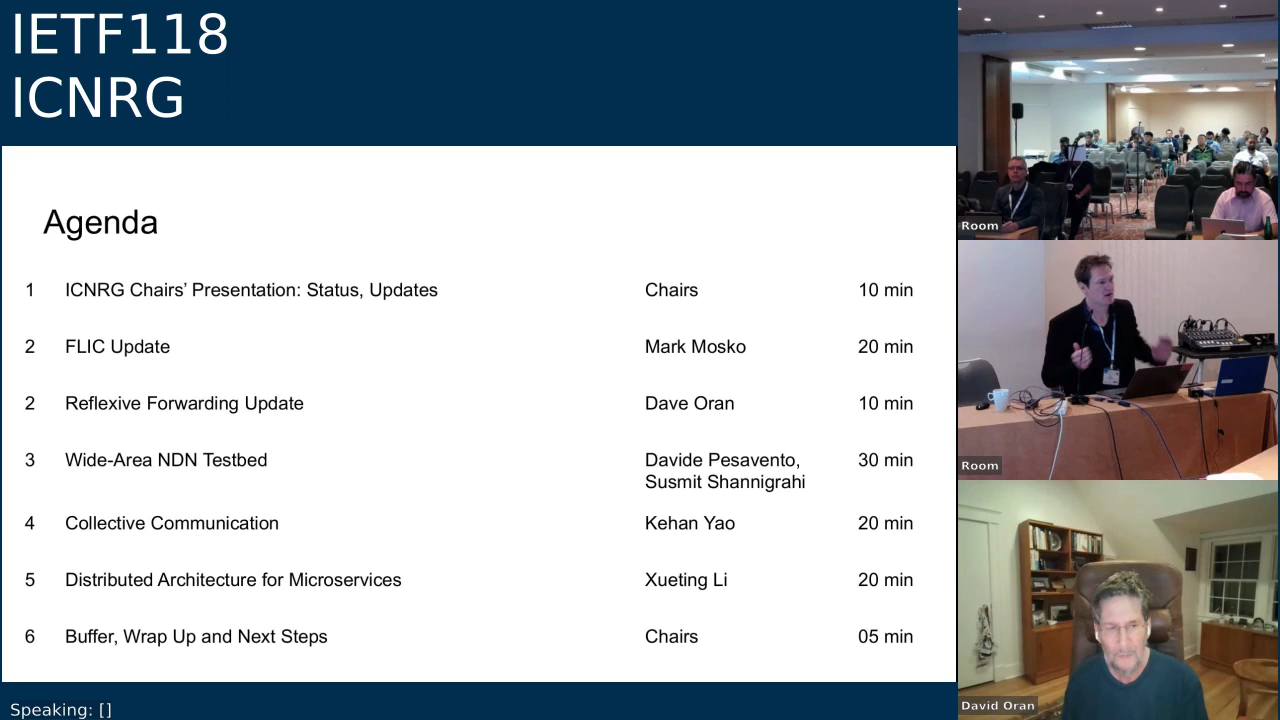 IETF118
ICNRG
Agenda
1 ICNRG Chairs’ Presentation: Status, Updates Chairs 10 min
2 FLIC Update Mark Mosko 20 min
2 Reflexive Forwarding Update Dave Oran 10 min
3 Wide-Area NDN Testbed Davide Pesavento, 30 min
Susmit Shannigrahi
4 Collective Communication Kehan Yao 20 min
5 Distributed Architecture for Microservices Xueting Li 20 min
6 Buffer, Wrap Up and Next Steps Chairs 05 min
Speaking: []
Room
Room
David Oran